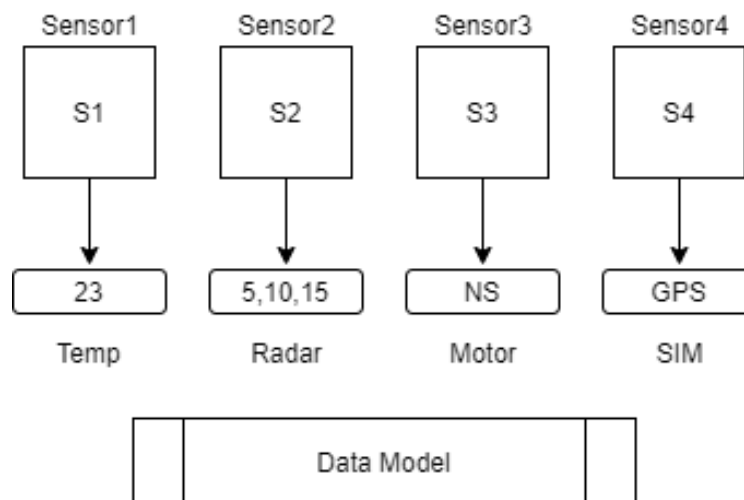 Sensor1 Sensor2 Sensor3 Sensor4
S1 S2 S3 S4
23 5,10,15 NS GPS
Temp Radar Motor SIM
Data Model